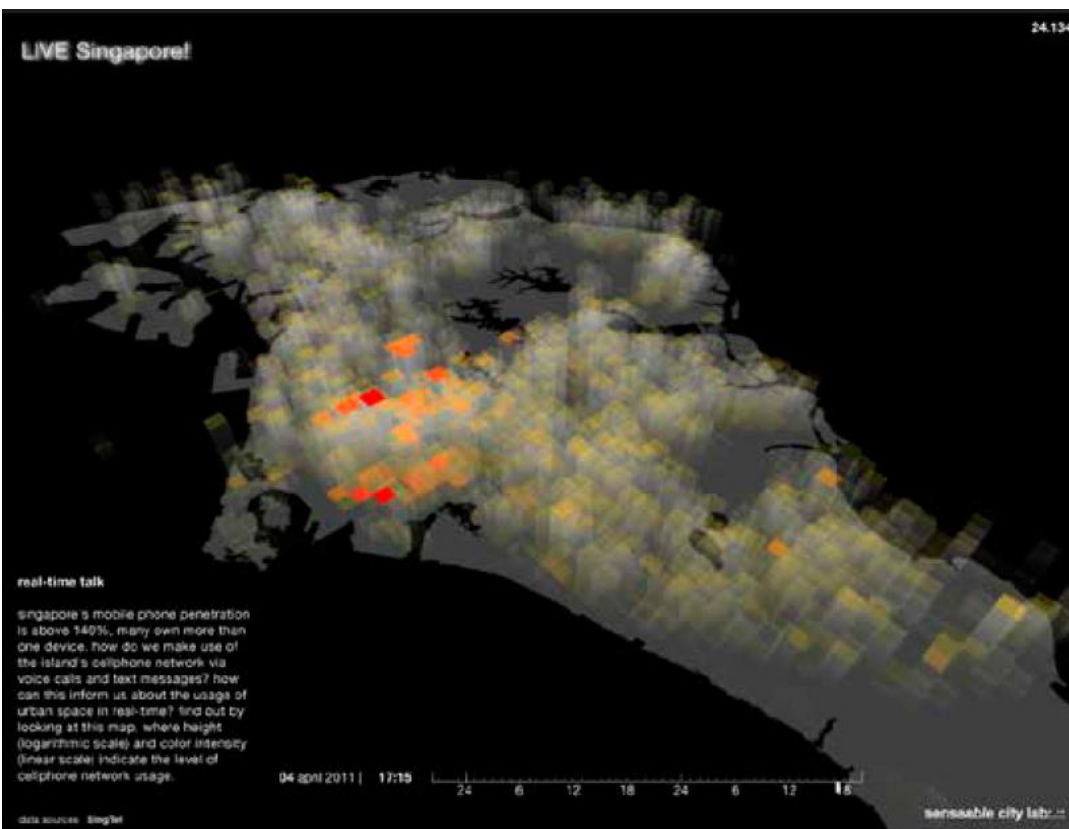 LIVE Singapore!
24.134
real-time talk
singapore's mobile phone penetration
is above 140%, many own more than
one device. how do we make use of
the island's cellphone network via
voice calls and text messages? how
can this inform us about the usage of
urban space in real-time? find out by
looking at this map, where height
(logarithmic scale) and color intensity
(linear scale) indicate the level of
cellphone network usage.
04 april 2011 | 17:15
24 6 12 18 24 6 12 18
data sources SingTel
senseable city lab:.::